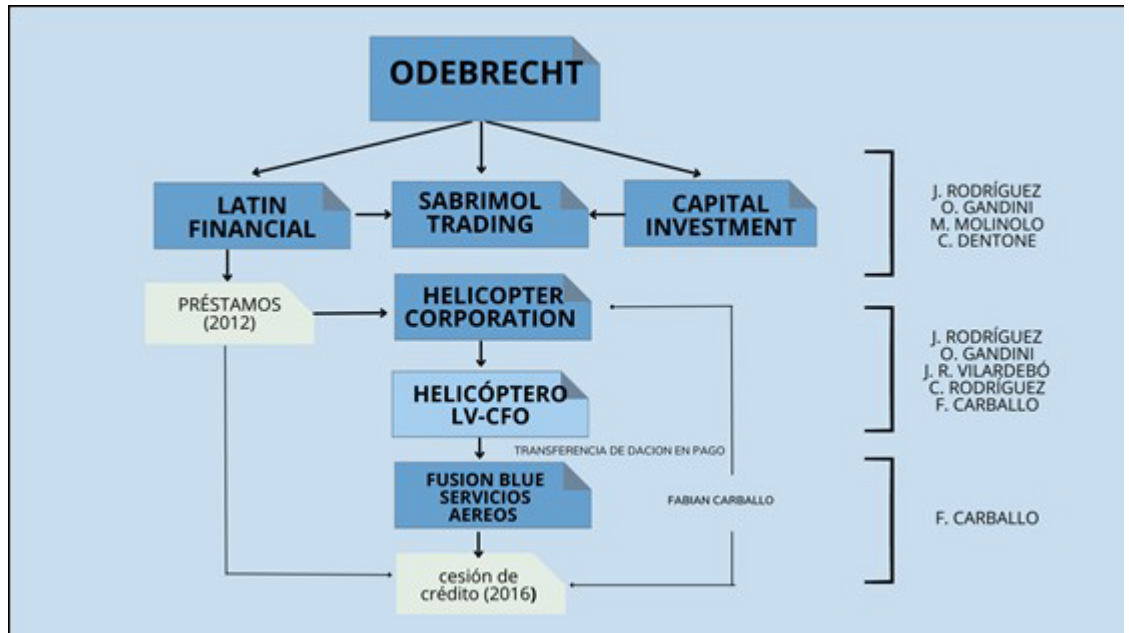 ODEBRECHT
LATIN
FINANCIAL
SABRIMOL
TRADING
CAPITAL
INVESTMENT
J. RODRÍGUEZ
O. GANDINI
M. MOLINOLO
C. DENTONE
PRÉSTAMOS
(2012)
HELICOPTER
CORPORATION
J. RODRÍGUEZ
O. GANDINI
J. R. VILARDEBÓ
C. RODRÍGUEZ
F. CARBALLO
HELICÓPTERO
LV-CFO
TRANSFERENCIA DE DACION EN PAGO
FUSION BLUE
SERVICIOS
AEREOS
FABIAN CARBALLO
F. CARBALLO
cesión de
crédito (2016)